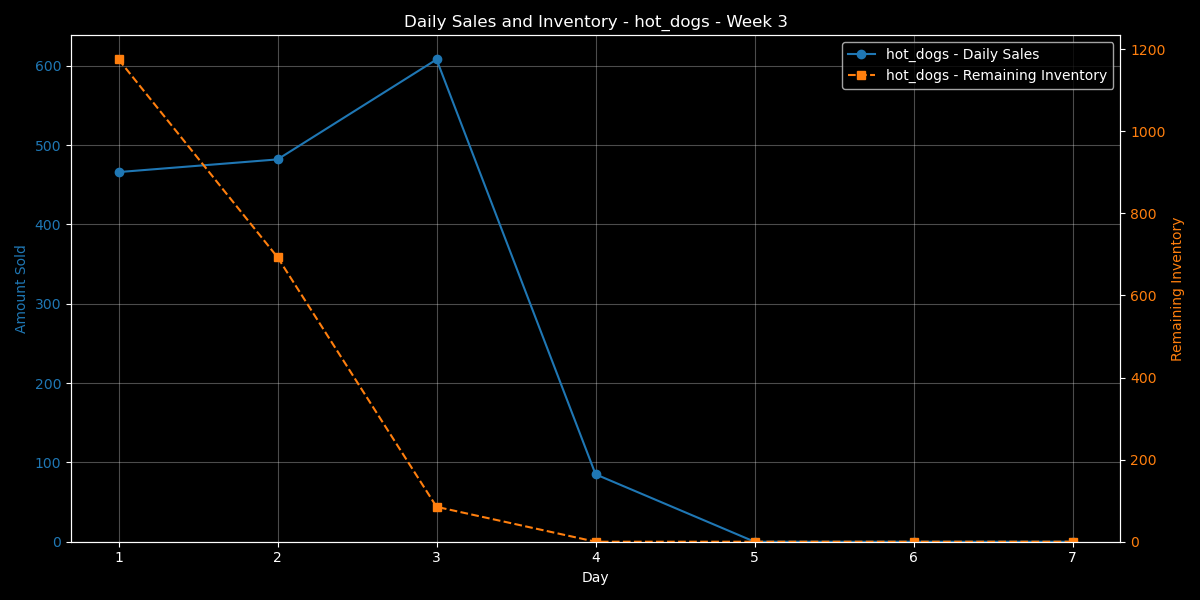 Daily Sales and Inventory - hot_dogs - Week 3
hot_dogs - Daily Sales
hot_dogs - Remaining Inventory
Amount Sold
600
500
400
300
200
100
0
Remaining Inventory
1200
1000
800
600
400
200
0
1 2 3 4 5 6 7
Day